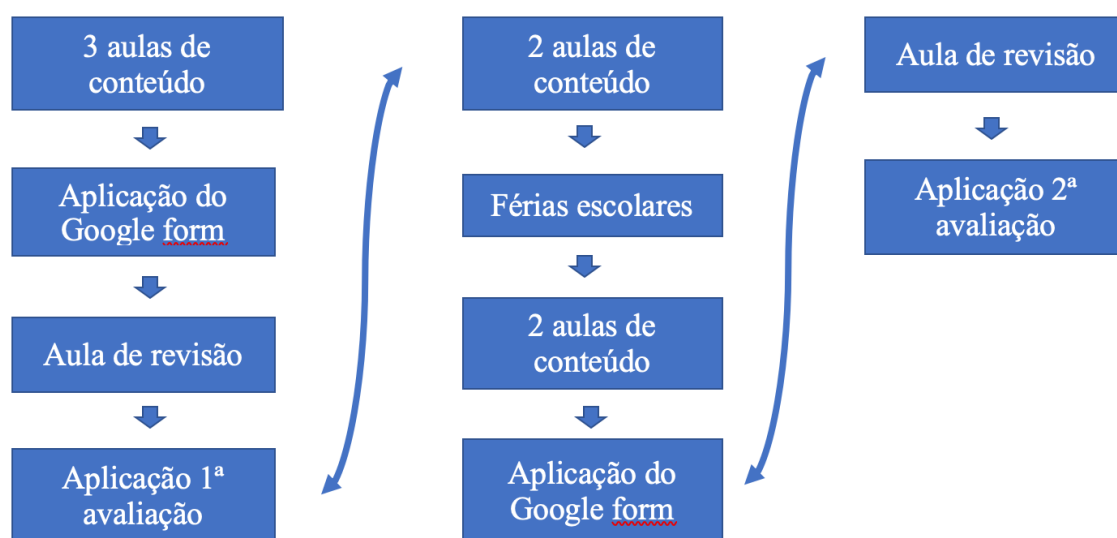 3 aulas de
conteúdo
Aplicação do
Google form
Aula de revisão
Aplicação 1ª
avaliação
2 aulas de
conteúdo
Férias escolares
2 aulas de
conteúdo
Aplicação do
Google form
Aula de revisão
Aplicação 2ª
avaliação